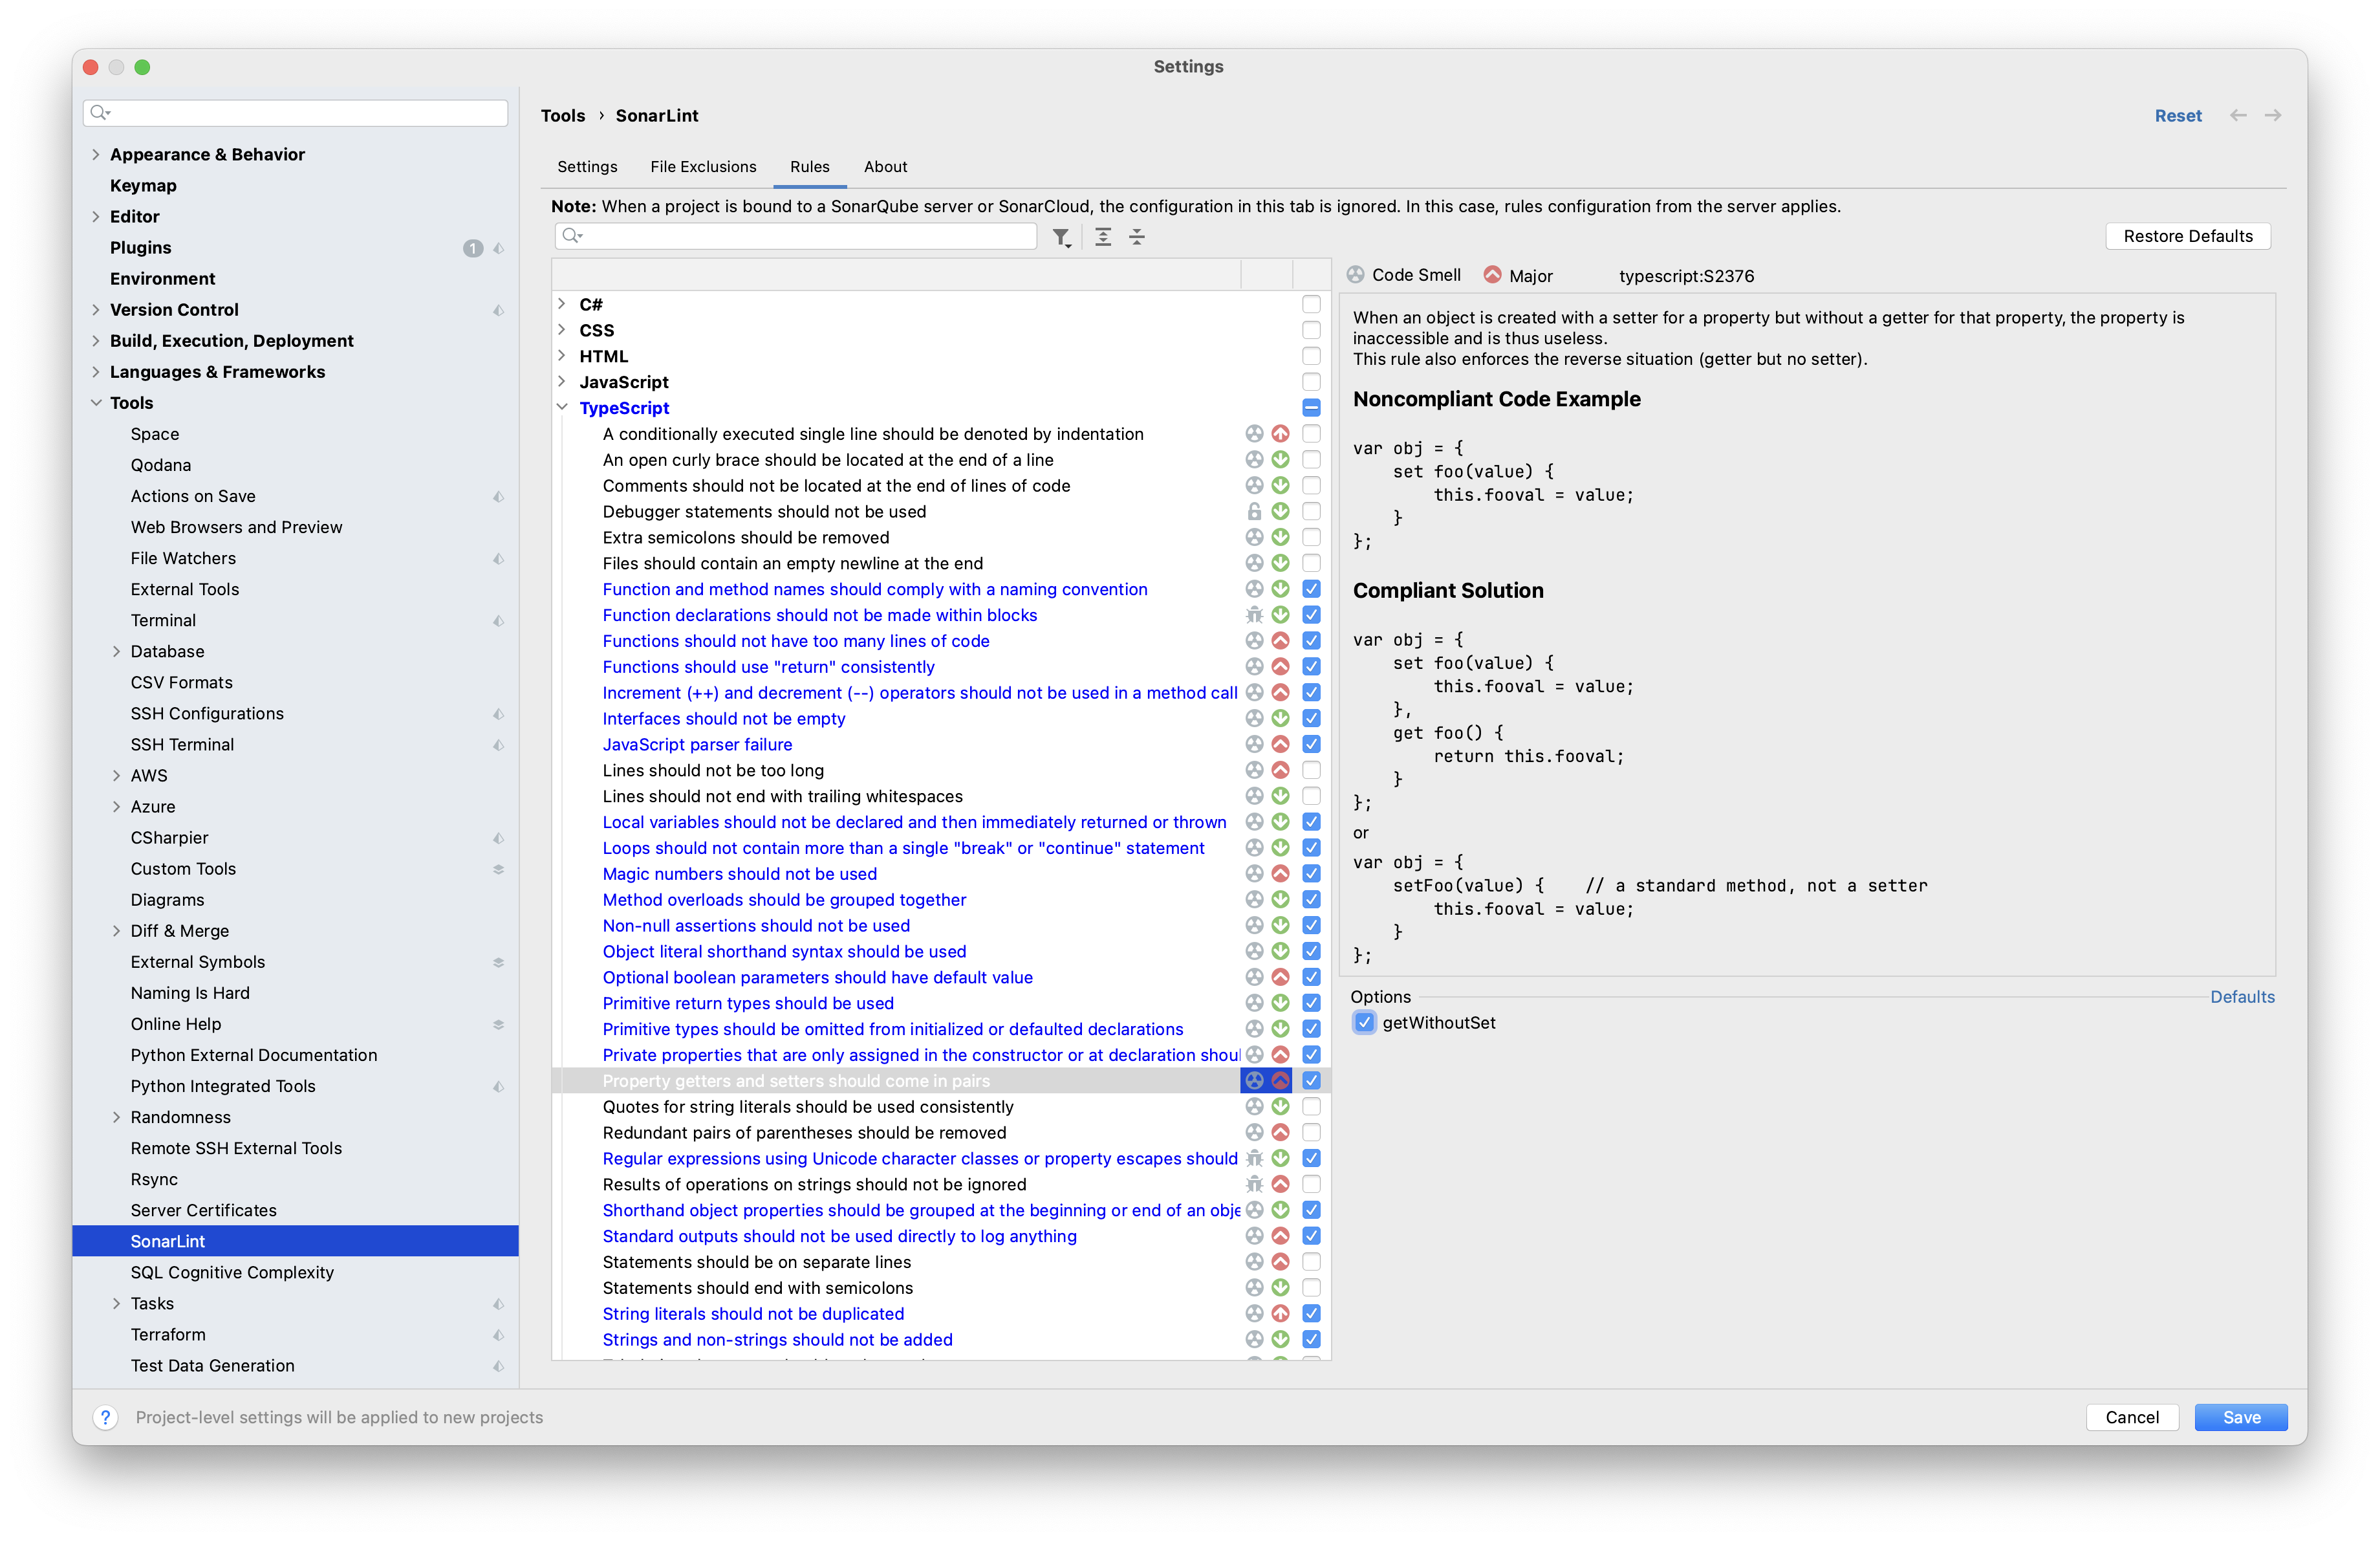 Settings
Appearance & Behavior
Keymap
Editor
Plugins 1
Environment
Version Control
Build, Execution, Deployment
Languages & Frameworks
Tools
Space
Qodana
Actions on Save
Web Browsers and Preview
File Watchers
External Tools
Terminal
Database
CSV Formats
SSH Configurations
SSH Terminal
AWS
Azure
CSharpier
Custom Tools
Diagrams
Diff & Merge
External Symbols
Naming Is Hard
Online Help
Python External Documentation
Python Integrated Tools
Randomness
Remote SSH External Tools
Rsync
Server Certificates
SonarLint
SQL Cognitive Complexity
Tasks
Terraform
Test Data Generation
Tools › SonarLint
Reset
Settings File Exclusions Rules About
Note: When a project is bound to a SonarQube server or SonarCloud, the configuration in this tab is ignored. In this case, rules configuration from the server applies.
Restore Defaults
C#
CSS
HTML
JavaScript
TypeScript
A conditionally executed single line should be denoted by indentation
An open curly brace should be located at the end of a line
Comments should not be located at the end of lines of code
Debugger statements should not be used
Extra semicolons should be removed
Files should contain an empty newline at the end
Function and method names should comply with a naming convention
Function declarations should not be made within blocks
Functions should not have too many lines of code
Functions should use "return" consistently
Increment (++) and decrement (--) operators should not be used in a method call
Interfaces should not be empty
JavaScript parser failure
Lines should not be too long
Lines should not end with trailing whitespaces
Local variables should not be declared and then immediately returned or thrown
Loops should not contain more than a single "break" or "continue" statement
Magic numbers should not be used
Method overloads should be grouped together
Non-null assertions should not be used
Object literal shorthand syntax should be used
Optional boolean parameters should have default value
Primitive return types should be used
Primitive types should be omitted from initialized or defaulted declarations
Private properties that are only assigned in the constructor or at declaration shoul
Property getters and setters should come in pairs
Quotes for string literals should be used consistently
Redundant pairs of parentheses should be removed
Regular expressions using Unicode character classes or property escapes should
Results of operations on strings should not be ignored
Shorthand object properties should be grouped at the beginning or end of an obje
Standard outputs should not be used directly to log anything
Statements should be on separate lines
Statements should end with semicolons
String literals should not be duplicated
Strings and non-strings should not be added
Code Smell Major typescript:S2376
When an object is created with a setter for a property but without a getter for that property, the property is
inaccessible and is thus useless.
This rule also enforces the reverse situation (getter but no setter).
Noncompliant Code Example
var obj = {
set foo(value) {
this.fooval = value;
}
};
Compliant Solution
var obj = {
set foo(value) {
this.fooval = value;
},
get foo() {
return this.fooval;
}
};
or
var obj = {
setFoo(value) { // a standard method, not a setter
this.fooval = value;
}
};
Options Defaults
getWithoutSet
? Project-level settings will be applied to new projects
Cancel Save